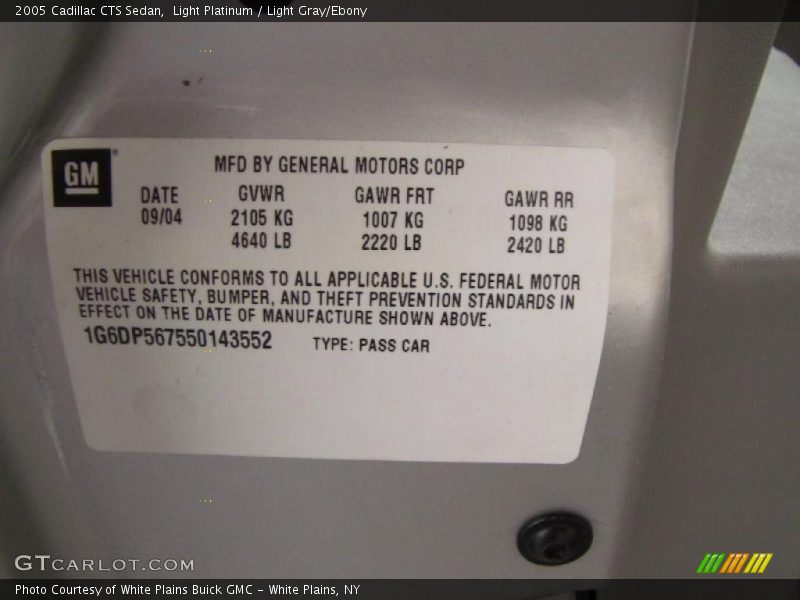 2005 Cadillac CTS Sedan,  Light Platinum / Light Gray/Ebony
GM
MFD BY GENERAL MOTORS CORP
DATE GVWR GAWR FRT GAWR RR
09/04 2105 KG 1007 KG 1098 KG
4640 LB 2220 LB 2420 LB
THIS VEHICLE CONFORMS TO ALL APPLICABLE U.S. FEDERAL MOTOR
VEHICLE SAFETY, BUMPER, AND THEFT PREVENTION STANDARDS IN
EFFECT ON THE DATE OF MANUFACTURE SHOWN ABOVE.
1G6DP567550143552 TYPE: PASS CAR
GTCARLOT.COM
Photo Courtesy of White Plains Buick GMC - White Plains, NY